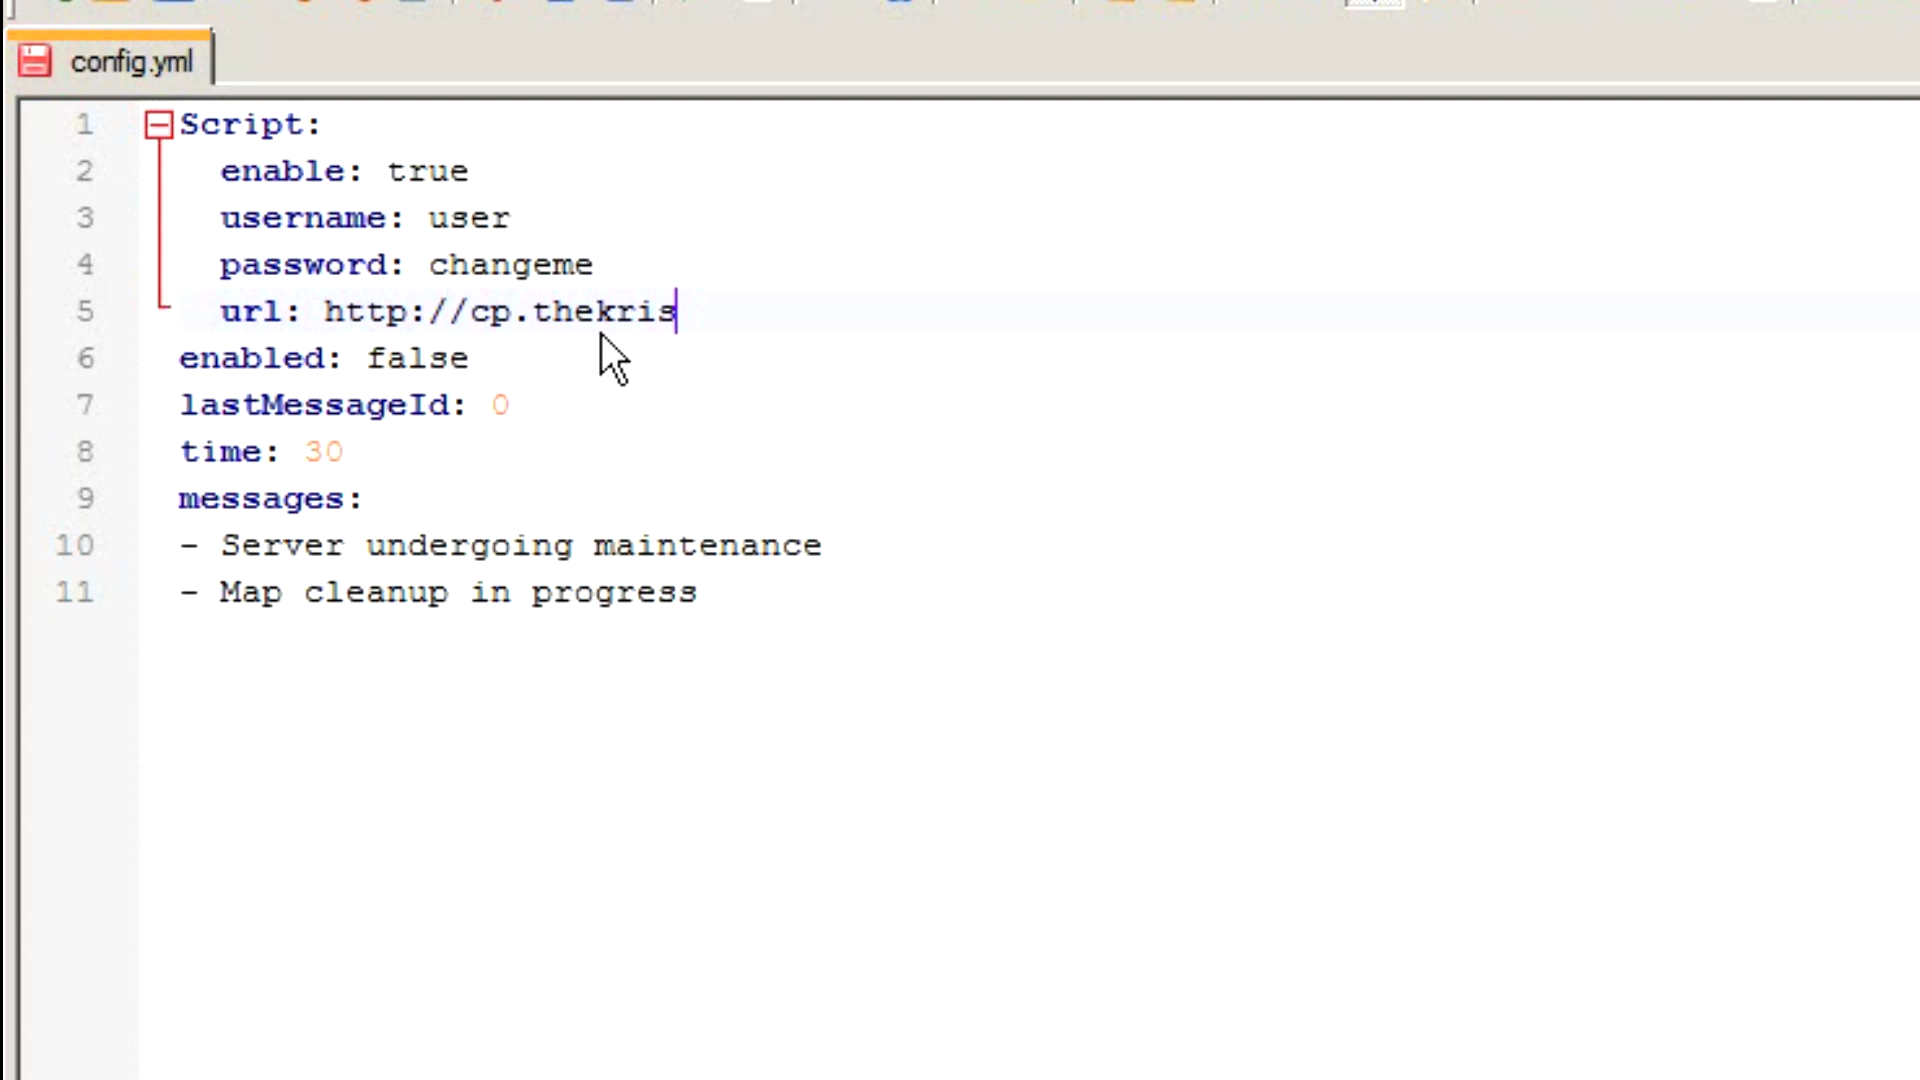 config.yml
1 Script:
2 enable: true
3 username: user
4 password: changeme
5 url: http://cp.thekris
6 enabled: false
7 lastMessageId: 0
8 time: 30
9 messages:
10 - Server undergoing maintenance
11 - Map cleanup in progress